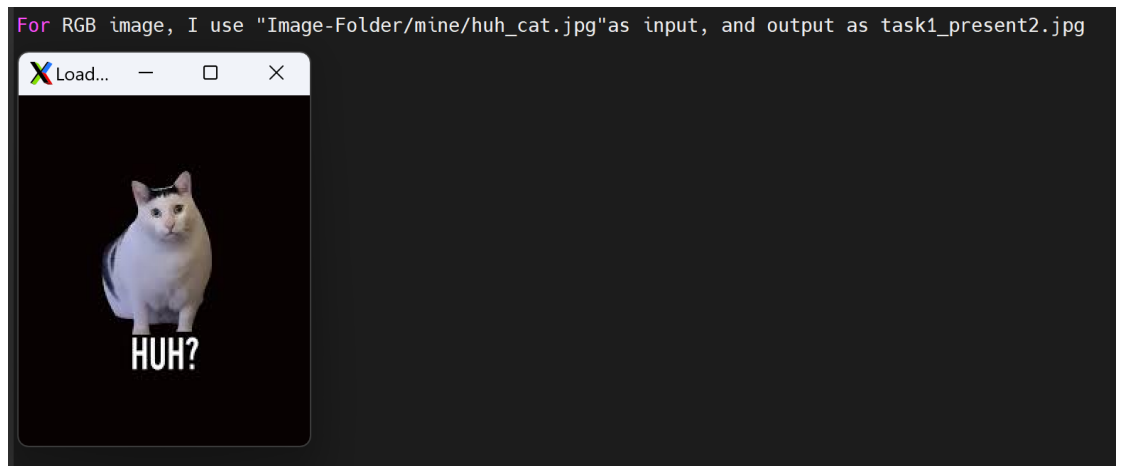 For RGB image, I use "Image-Folder/mine/huh_cat.jpg"as input, and output as task1_present2.jpg
Load...
HUH?